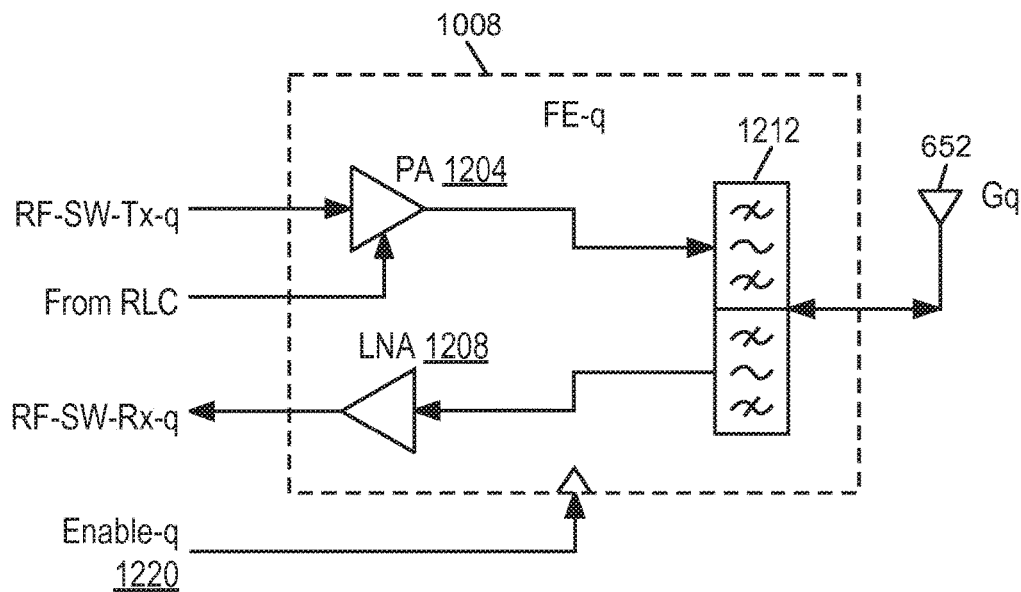 1008
FE-q
1212
652
PA 1204
Gq
RF-SW-Tx-q
From RLC
LNA 1208
RF-SW-Rx-q
Enable-q
1220